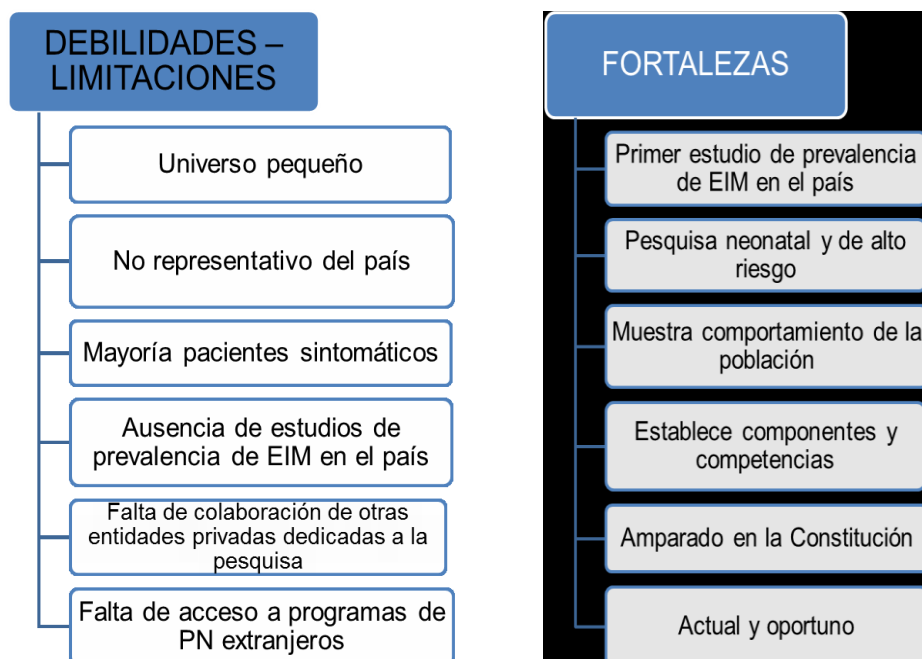 DEBILIDADES –
LIMITACIONES
Universo pequeño
No representativo del país
Mayoría pacientes sintomáticos
Ausencia de estudios de
prevalencia de EIM en el país
Falta de colaboración de otras
entidades privadas dedicadas a la
pesquisa
Falta de acceso a programas de
PN extranjeros
FORTALEZAS
Primer estudio de prevalencia
de EIM en el país
Pesquisa neonatal y de alto
riesgo
Muestra comportamiento de la
población
Establece componentes y
competencias
Amparado en la Constitución
Actual y oportuno